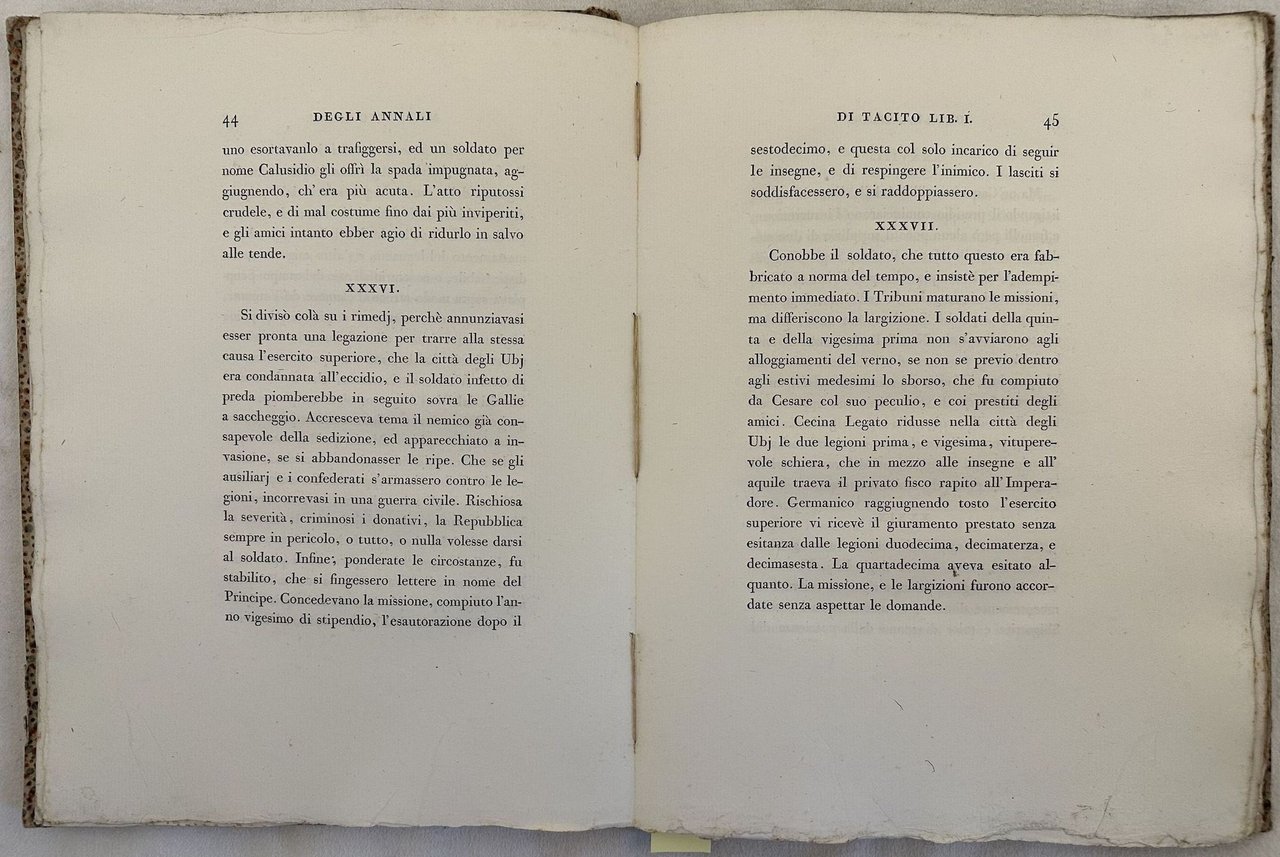 44
DEGLI ANNALI
uno esortavanlo a trafiggersi, ed un soldato per
nome Calusidio gli offrì la spada impugnata, ag-
giugnendo, ch'era più acuta. L'atto riputossi
crudele, e di mal costume fino dai più inviperiti,
e gli amici intanto ebber agio di ridurlo in salvo
alle tende.
XXXVI.
Si divisò colà su i rimedj, perchè annunziavasi
esser pronta una legazione per trarre alla stessa
causa l'esercito superiore, che la città degli Ubj
era condannata all'eccidio, e il soldato infetto di
preda piomberebbe in seguito sovra le Gallie
a saccheggio. Accresceva tema il nemico già con-
sapevole della sedizione, ed apparecchiato a in-
vasione, se si abbandonasser le ripe. Che se gli
ausiliarj e i confederati s'armassero contro le le-
gioni, incorrevasi in una guerra civile. Rischiosa
la severità, criminosi i donativi, la Repubblica
sempre in pericolo, o tutto, o nulla volesse darsi
al soldato. Infine, ponderate le circostanze, fu
stabilito, che si fingessero lettere in nome del
Principe. Concedevano la missione, compiuto l'an-
no vigesimo di stipendio, l'esautorazione dopo il
DI TACITO LIB. I.
45
sestodecimo, e questa col solo incarico di seguir
le insegne, e di respingere l'inimico. I lasciti si
soddisfacessero, e si raddoppiassero.
XXXVII.
Conobbe il soldato, che tutto questo era fab-
bricato a norma del tempo, e insistè per l'adempi-
mento immediato. I Tribuni maturano le missioni,
ma differiscono la largizione. I soldati della quin-
ta e della vigesima prima non s'avviarono agli
alloggiamenti del verno, se non se previo dentro
agli estivi medesimi lo sborso, che fu compiuto
da Cesare col suo peculio, e coi prestiti degli
amici. Cecina Legato ridusse nella città degli
Ubj le due legioni prima, e vigesima, vitupere-
vole schiera, che in mezzo alle insegne e all'
aquile traeva il privato fisco rapito all'Impera-
dore. Germanico raggiugnendo tosto l'esercito
superiore vi ricevè il giuramento prestato senza
esitanza dalle legioni duodecima, decimaterza, e
decimasesta. La quartadecima aveva esitato al-
quanto. La missione, e le largizioni furono accor-
date senza aspettar le domande.